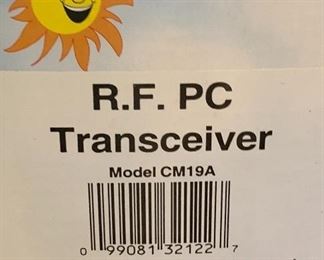 R.F. PC
Transceiver
Model CM19A
0 99081 32122 7